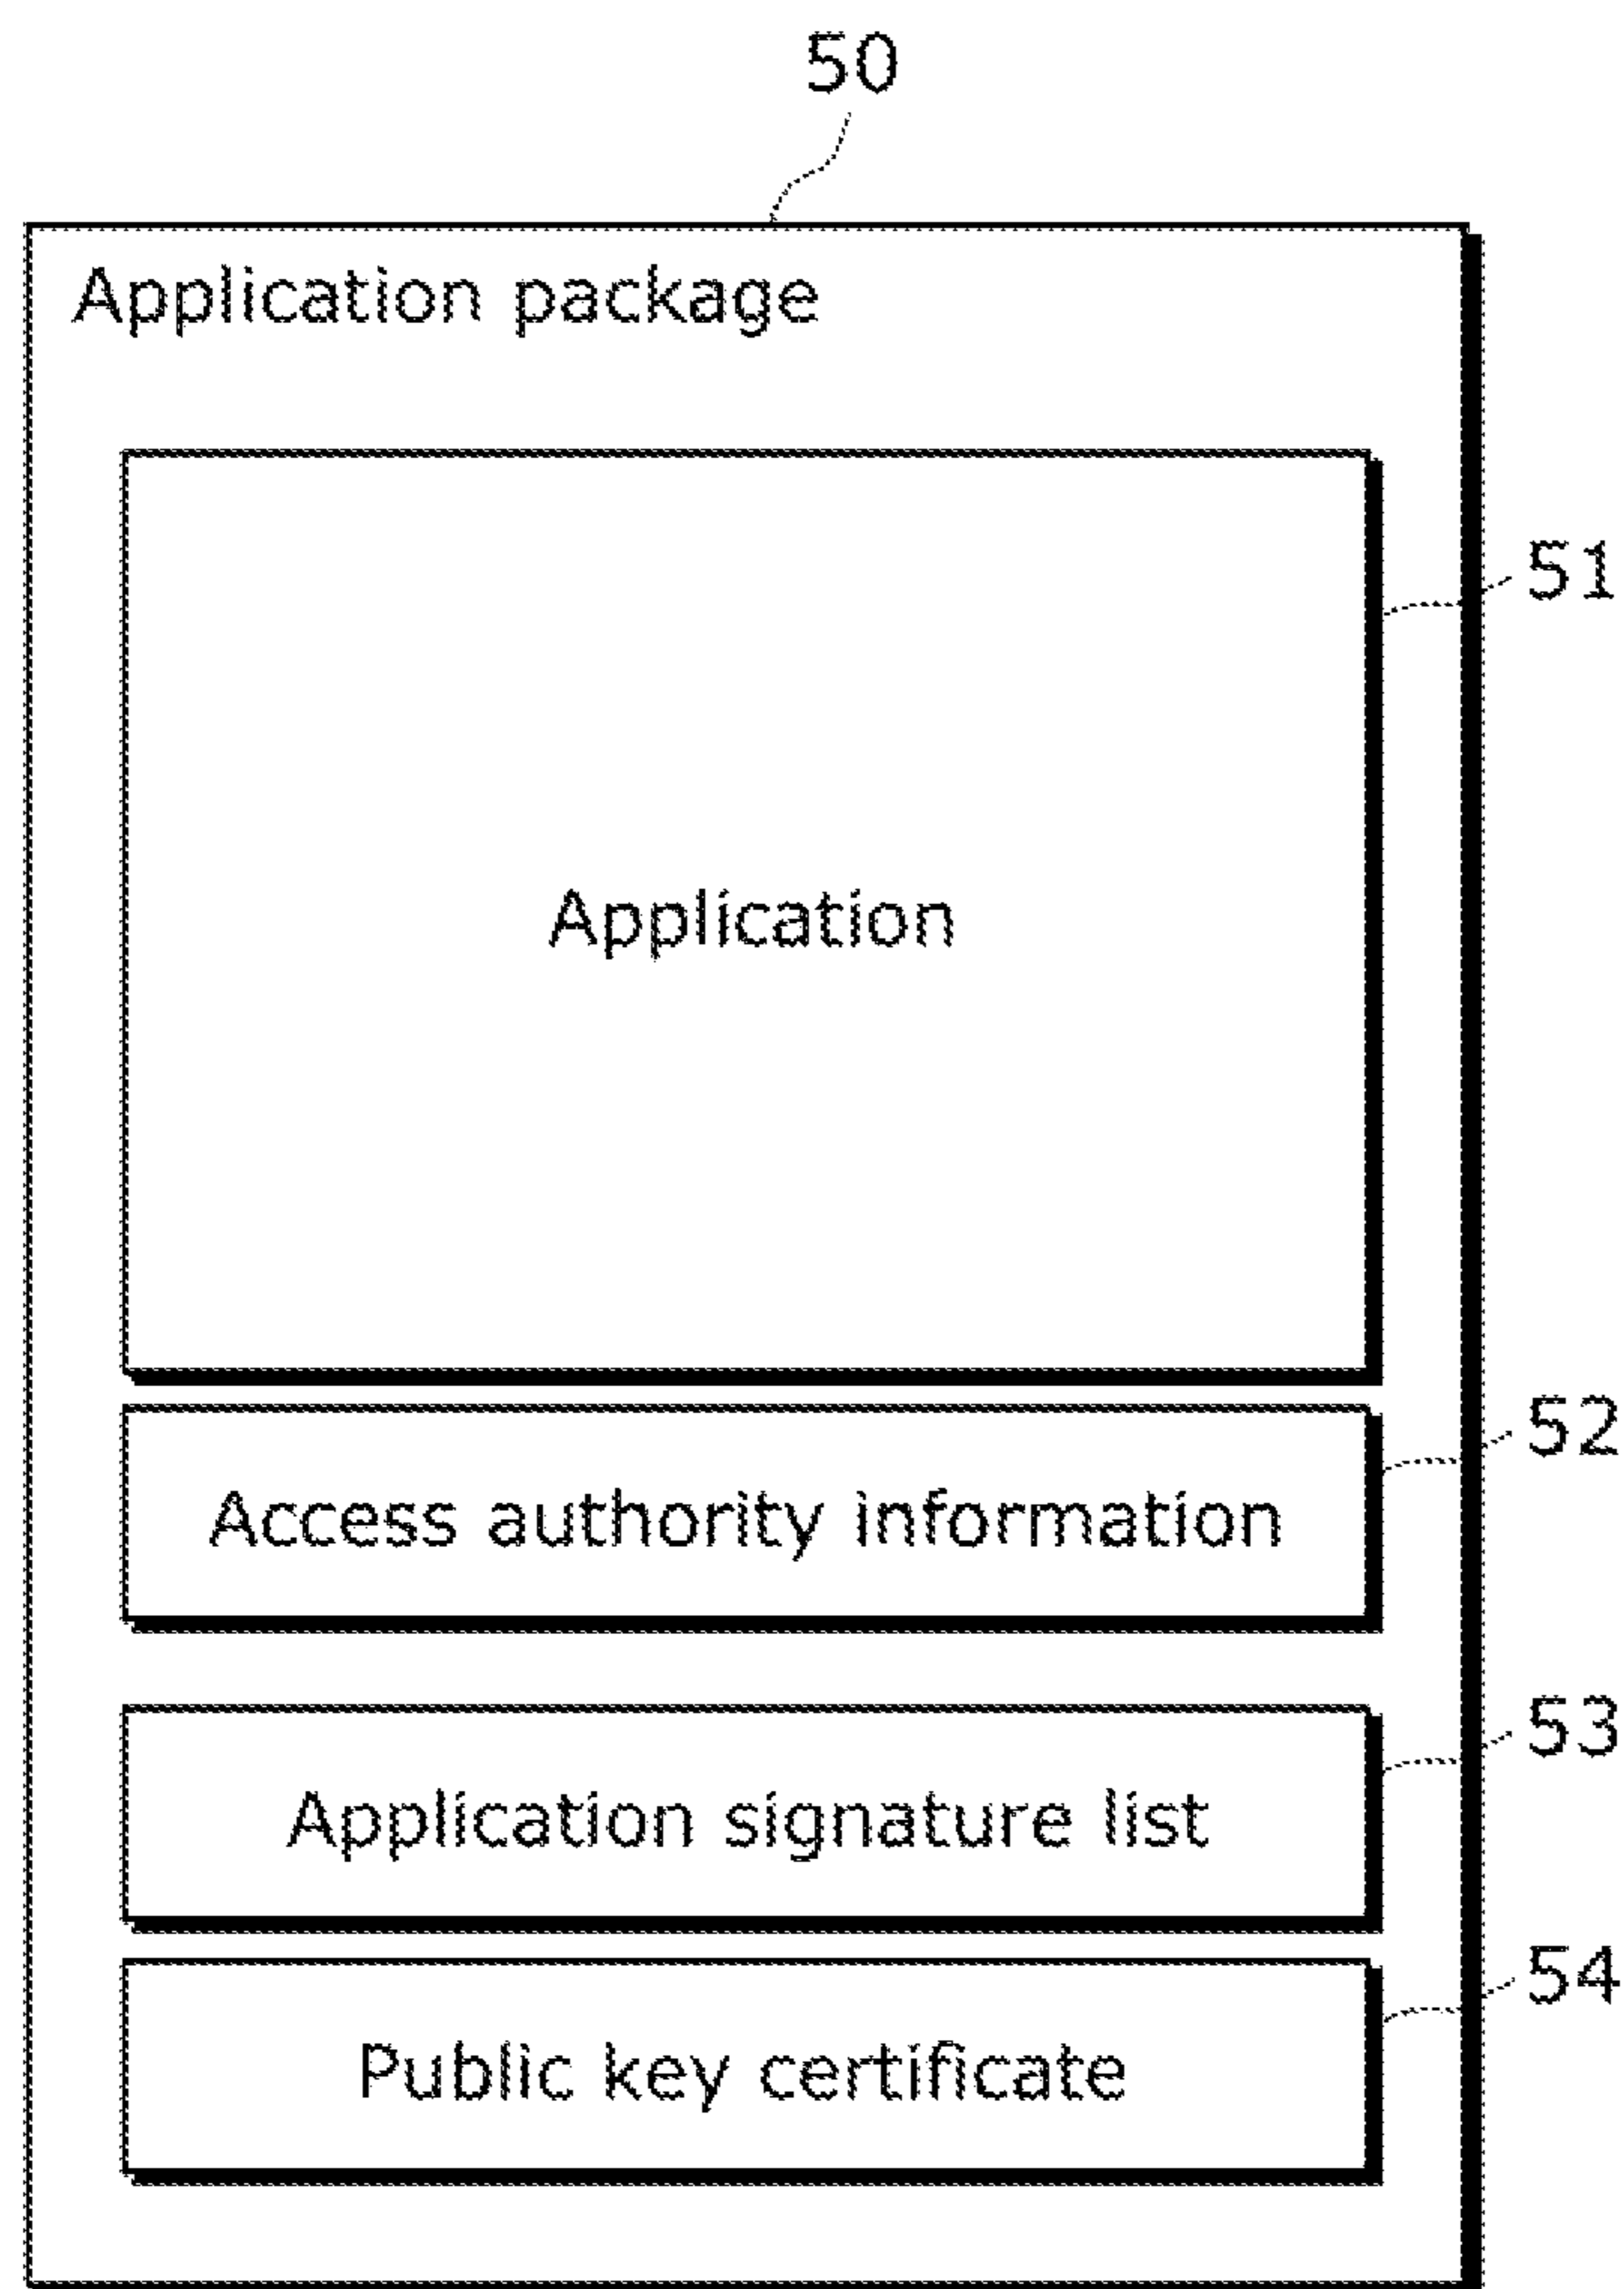 50
Application package
51
Application
52
Access authority information
53
Application signature list
54
Public key certificate